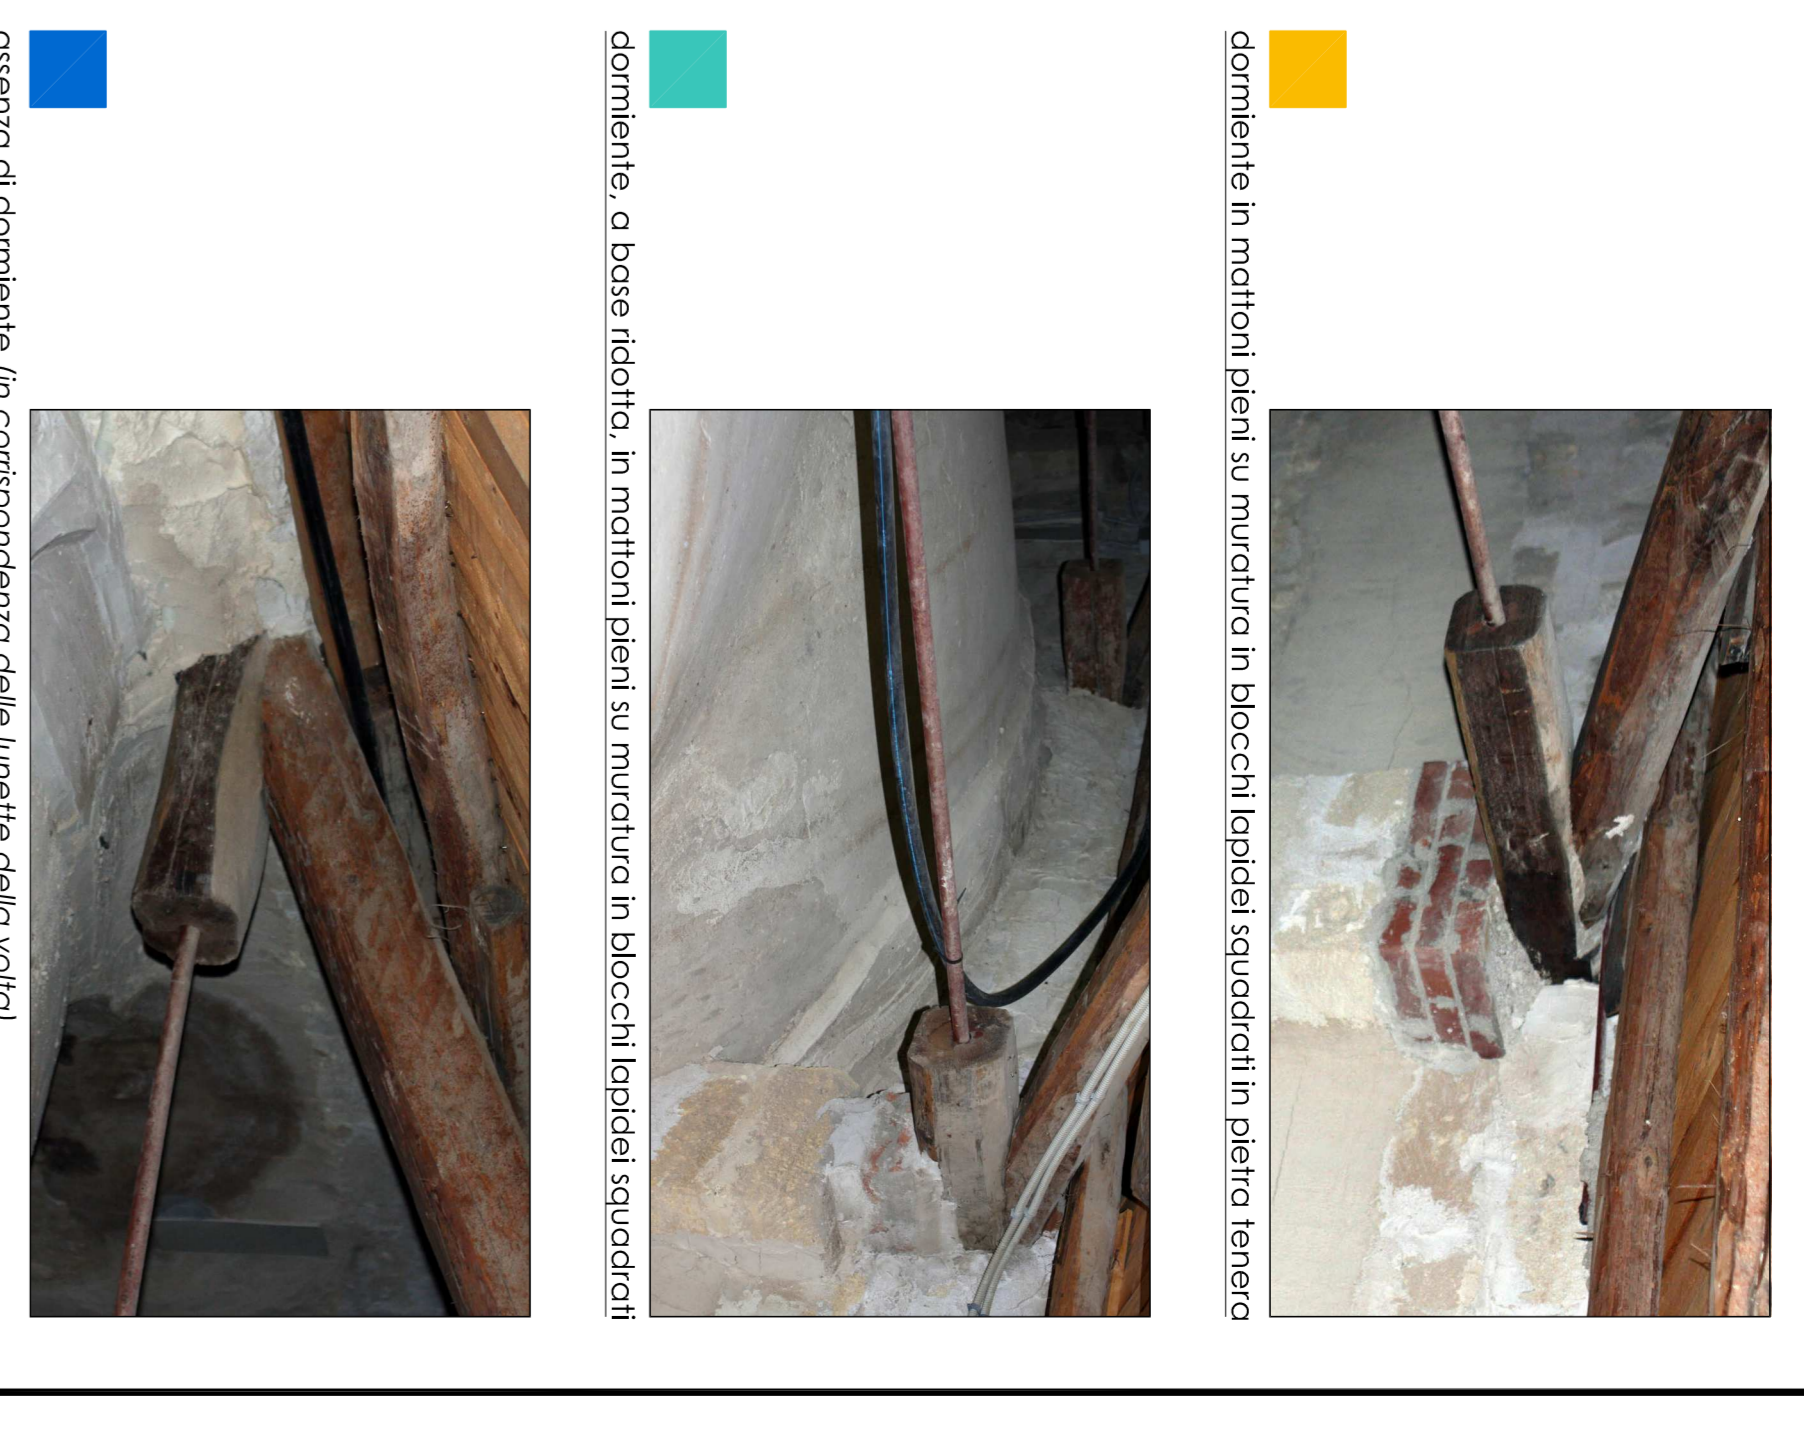 dormiente in mattoni pieni su muratura in blocchi lapidei squadrati in pietra tenera
dormiente, a base ridotta, in mattoni pieni su muratura in blocchi lapidei squadrati
assenza di dormiente (in corrispondenza delle lunette della volta)